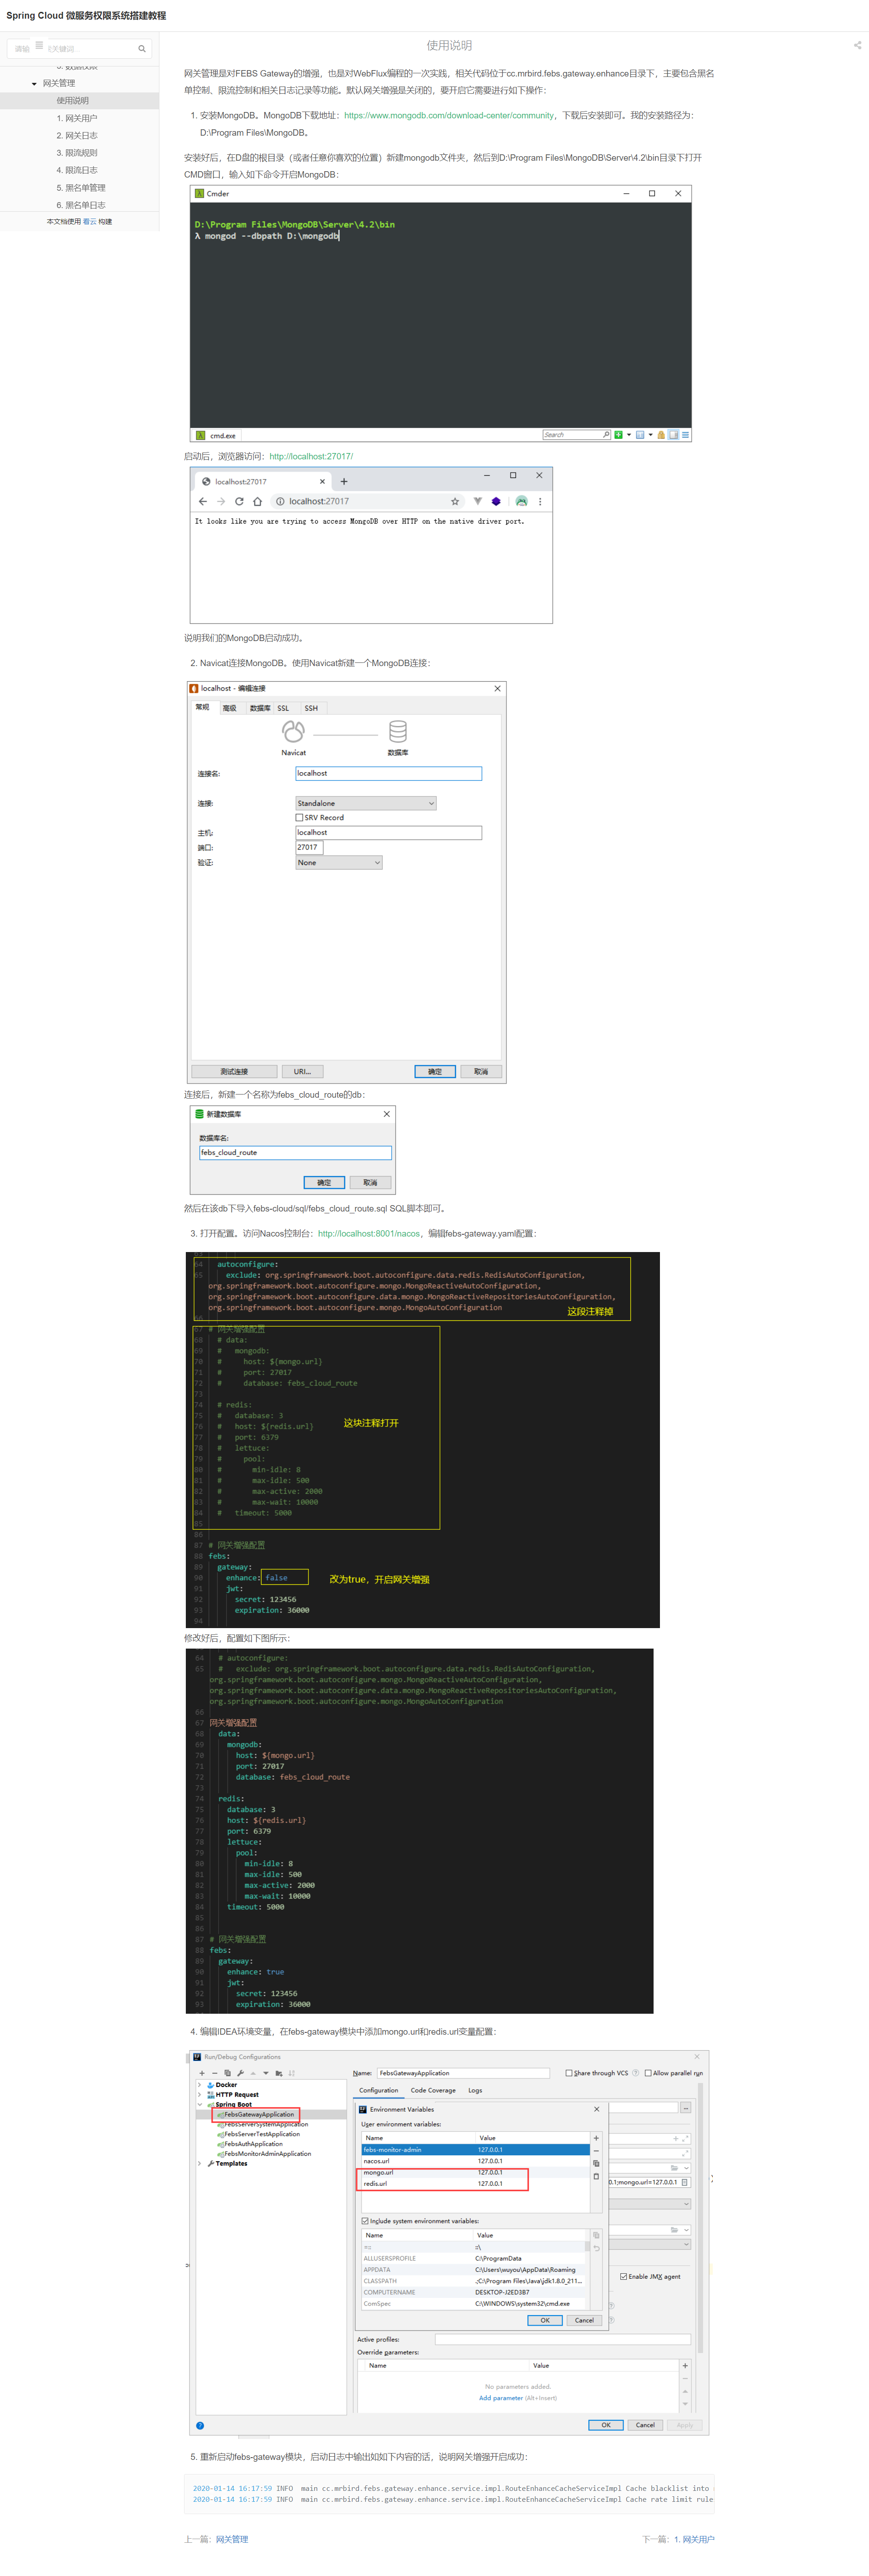 Spring Cloud 微服务权限系统搭建教程
网关管理
使用说明
1. 网关用户
2. 网关日志
3. 限流规则
4. 限流日志
5. 黑名单管理
6. 黑名单日志
本文档使用 看云 构建
使用说明
网关管理是对FEBS Gateway的增强，也是对WebFlux编程的一次实践，相关代码位于cc.mrbird.febs.gateway.enhance目录下，主要包含黑名
单控制、限流控制和相关日志记录等功能。默认网关增强是关闭的，要开启它需要进行如下操作：
1. 安装MongoDB。MongoDB下载地址：https://www.mongodb.com/download-center/community，下载后安装即可。我的安装路径为：
D:\Program Files\MongoDB。
安装好后，在D盘的根目录（或者任意你喜欢的位置）新建mongodb文件夹，然后到D:\Program Files\MongoDB\Server\4.2\bin目录下打开
CMD窗口，输入如下命令开启MongoDB：
Cmder
D:\Program Files\MongoDB\Server\4.2\bin
λ mongod --dbpath D:\mongodb
cmd.exe
Search
启动后，浏览器访问：http://localhost:27017/
localhost:27017
localhost:27017
It looks like you are trying to access MongoDB over HTTP on the native driver port.
说明我们的MongoDB启动成功。
2. Navicat连接MongoDB。使用Navicat新建一个MongoDB连接：
localhost - 编辑连接
常规 高级 数据库 SSL SSH
Navicat 数据库
连接名: localhost
连接: Standalone
SRV Record
主机: localhost
端口: 27017
验证: None
测试连接 URI... 确定 取消
连接后，新建一个名称为febs_cloud_route的db：
新建数据库
数据库名:
febs_cloud_route
确定 取消
然后在该db下导入febs-cloud/sql/febs_cloud_route.sql SQL脚本即可。
3. 打开配置。访问Nacos控制台：http://localhost:8001/nacos，编辑febs-gateway.yaml配置：
64 autoconfigure:
65 exclude: org.springframework.boot.autoconfigure.data.redis.RedisAutoConfiguration,
org.springframework.boot.autoconfigure.mongo.MongoReactiveAutoConfiguration,
org.springframework.boot.autoconfigure.data.mongo.MongoReactiveRepositoriesAutoConfiguration,
org.springframework.boot.autoconfigure.mongo.MongoAutoConfiguration
这段注释掉
67 # 网关增强配置
68 # data:
69 # mongodb:
70 # host: ${mongo.url}
71 # port: 27017
72 # database: febs_cloud_route
73
74 # redis:
75 # database: 3
76 # host: ${redis.url}
77 # port: 6379
78 # lettuce:
79 # pool:
80 # min-idle: 8
81 # max-idle: 500
82 # max-active: 2000
83 # max-wait: 10000
84 # timeout: 5000
85
这块注释打开
86
87 # 网关增强配置
88 febs:
89 gateway:
90 enhance: false
改为true，开启网关增强
91 jwt:
92 secret: 123456
93 expiration: 36000
94
修改好后，配置如下图所示：
64 # autoconfigure:
65 # exclude: org.springframework.boot.autoconfigure.data.redis.RedisAutoConfiguration,
org.springframework.boot.autoconfigure.mongo.MongoReactiveAutoConfiguration,
org.springframework.boot.autoconfigure.data.mongo.MongoReactiveRepositoriesAutoConfiguration,
org.springframework.boot.autoconfigure.mongo.MongoAutoConfiguration
66
67 网关增强配置
68 data:
69 mongodb:
70 host: ${mongo.url}
71 port: 27017
72 database: febs_cloud_route
73
74 redis:
75 database: 3
76 host: ${redis.url}
77 port: 6379
78 lettuce:
79 pool:
80 min-idle: 8
81 max-idle: 500
82 max-active: 2000
83 max-wait: 10000
84 timeout: 5000
85
86
87 # 网关增强配置
88 febs:
89 gateway:
90 enhance: true
91 jwt:
92 secret: 123456
93 expiration: 36000
4. 编辑IDEA环境变量，在febs-gateway模块中添加mongo.url和redis.url变量配置：
Run/Debug Configurations
Name: FebsGatewayApplication
Share through VCS Allow parallel run
Docker
HTTP Request
Spring Boot
FebsGatewayApplication
FebsServerSystemApplication
FebsServerTestApplication
FebsAuthApplication
FebsMonitorAdminApplication
Templates
Configuration Code Coverage Logs
Environment Variables
User environment variables:
Name Value
febs-monitor-admin 127.0.0.1
nacos.url 127.0.0.1
mongo.url 127.0.0.1
redis.url 127.0.0.1
0.1;mongo.url=127.0.0.1
Include system environment variables:
Name Value
=: =:\
ALLUSERSPROFILE C:\ProgramData
APPDATA C:\Users\wuyou\AppData\Roaming
CLASSPATH .;C:\Program Files\Java\jdk1.8.0_211...
COMPUTERNAME DESKTOP-J2ED3B7
ComSpec C:\WINDOWS\system32\cmd.exe
OK Cancel
Enable JMX agent
Active profiles:
Override parameters:
Name Value
No parameters added.
Add parameter (Alt+Insert)
OK Cancel Apply
5. 重新启动febs-gateway模块，启动日志中输出如如下内容的话，说明网关增强开启成功：
2020-01-14 16:17:59 INFO main cc.mrbird.febs.gateway.enhance.service.impl.RouteEnhanceCacheServiceImpl Cache blacklist into
2020-01-14 16:17:59 INFO main cc.mrbird.febs.gateway.enhance.service.impl.RouteEnhanceCacheServiceImpl Cache rate limit rule
上一篇：网关管理
下一篇：1. 网关用户